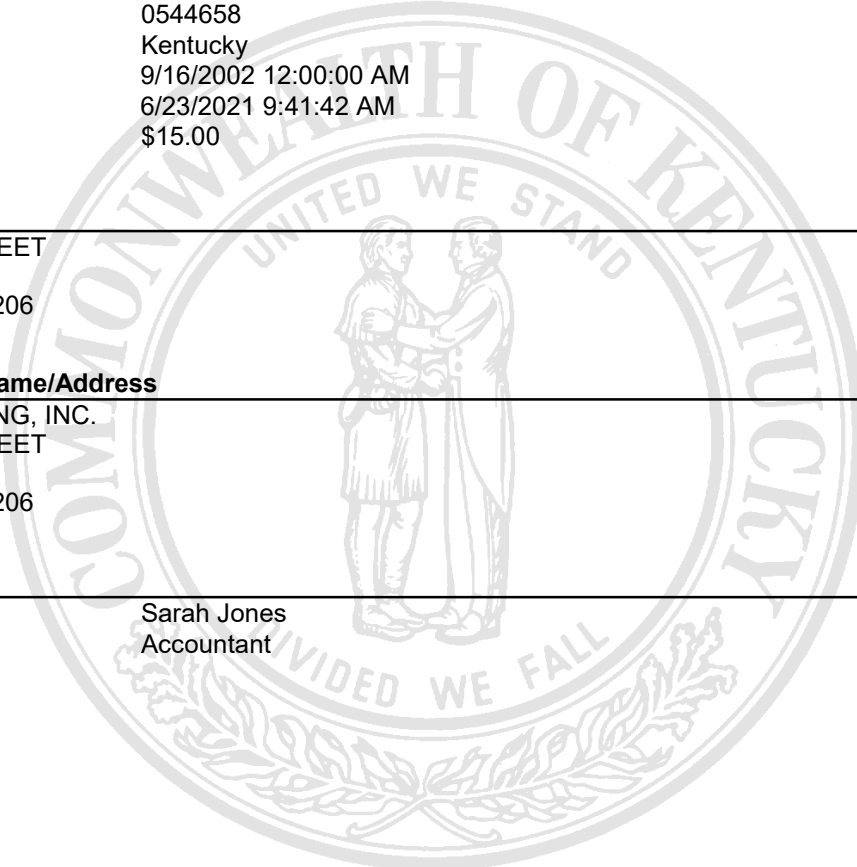 0544658
Kentucky
9/16/2002 12:00:00 AM
6/23/2021 9:41:42 AM
$15.00
EET
206
ame/Address
NG, INC.
EET
206
Sarah Jones
Accountant
COMMONWEALTH OF KENTUCKY
UNITED WE STAND
DIVIDED WE FALL